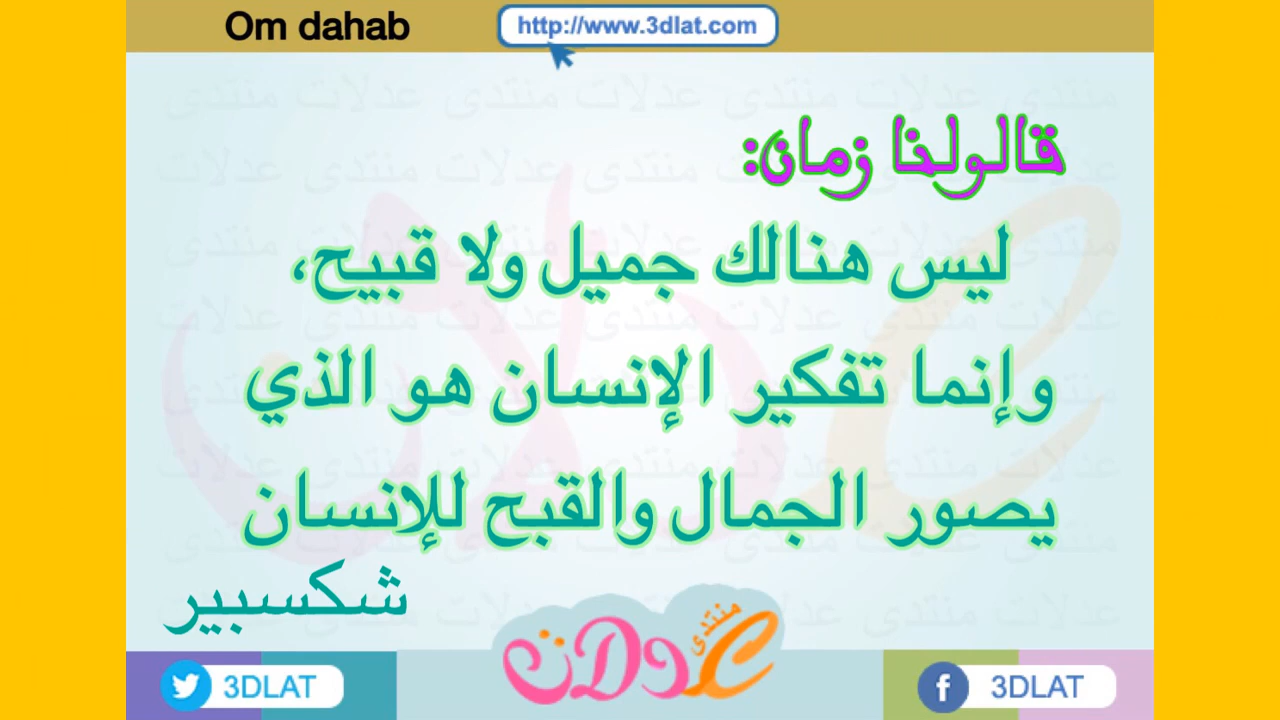 Om dahab
http://www.3dlat.com
قالولنا زمان:
ليس هنالك جميل ولا قبيح،
وإنما تفكير الإنسان هو الذي
يصور الجمال والقبح للإنسان
شكسبير
منتدى
عدلات
3DLAT
3DLAT